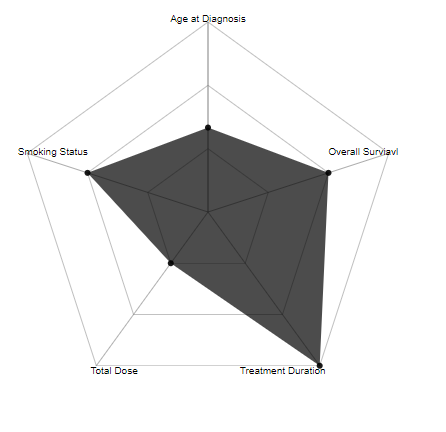 Age at Diagnosis
Smoking Status
Overall Surviavl
Total Dose
Treatment Duration